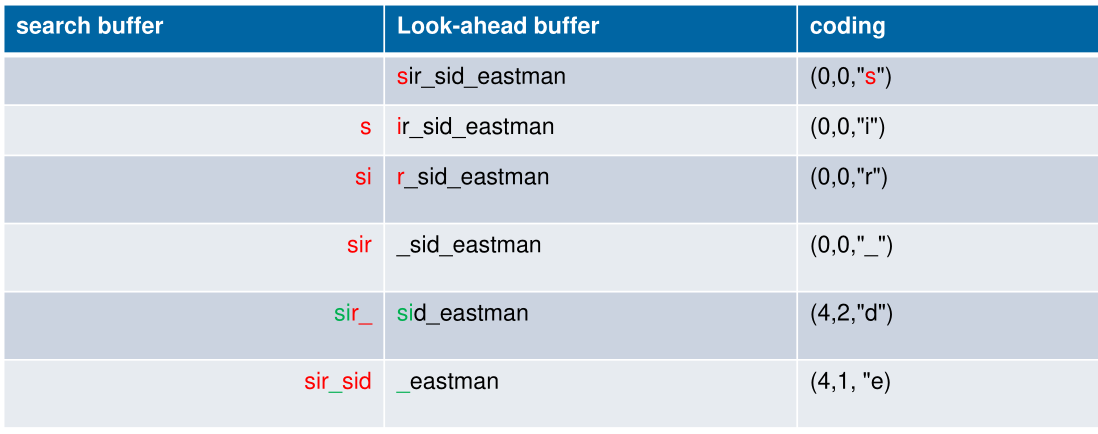 search buffer Look-ahead buffer coding
sir_sid_eastman (0,0,"s")
s ir_sid_eastman (0,0,"i")
si r_sid_eastman (0,0,"r")
sir _sid_eastman (0,0,"_")
sir_ sid_eastman (4,2,"d")
sir_sid _eastman (4,1, "e)